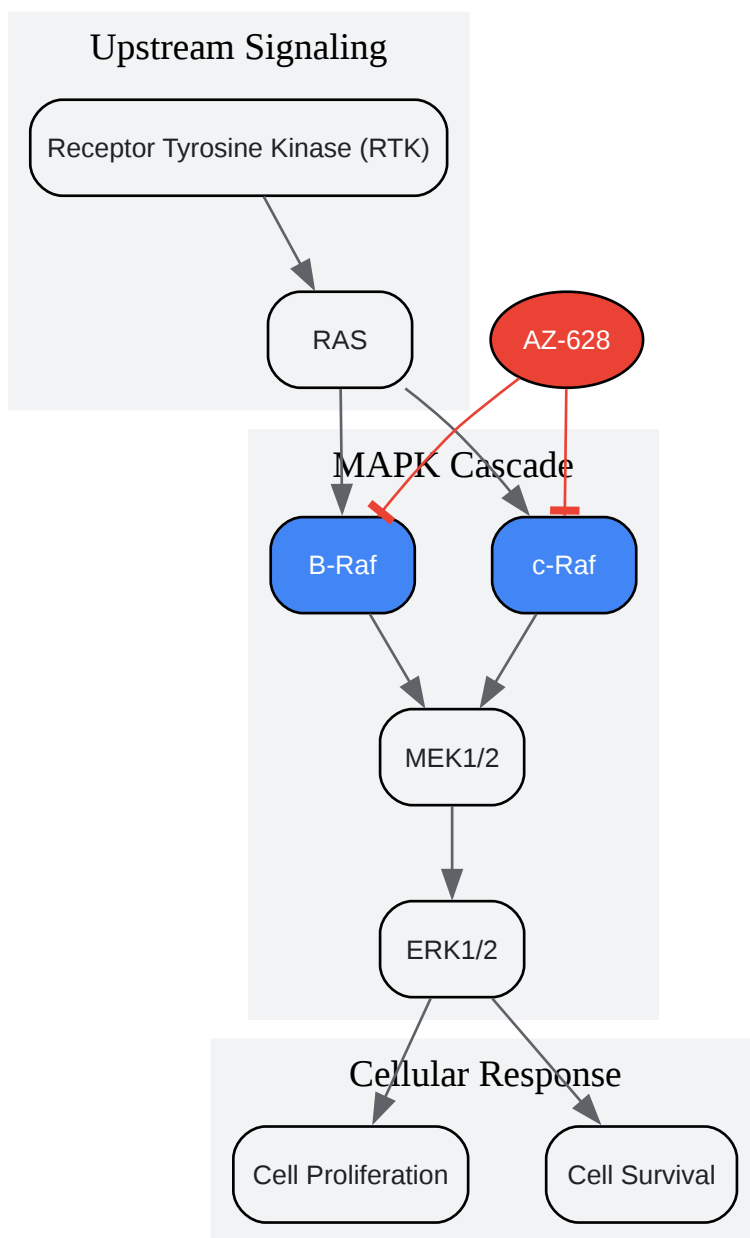 Upstream Signaling
Receptor Tyrosine Kinase (RTK)
RAS
AZ-628
MAPK Cascade
B-Raf
c-Raf
MEK1/2
ERK1/2
Cellular Response
Cell Proliferation
Cell Survival